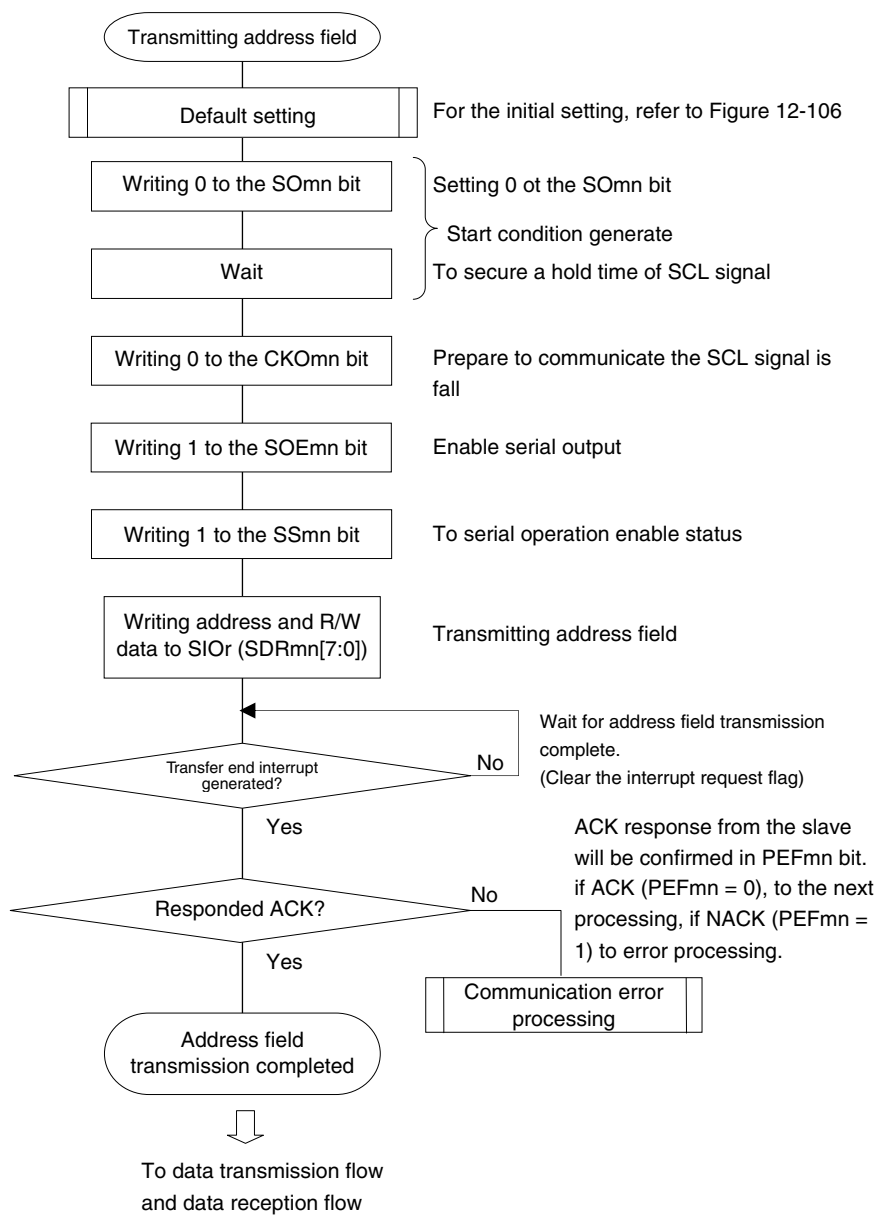 Transmitting address field
Default setting
For the initial setting, refer to Figure 12-106
Writing 0 to the SOmn bit
Setting 0 ot the SOmn bit
Start condition generate
Wait
To secure a hold time of SCL signal
Writing 0 to the CKOmn bit
Prepare to communicate the SCL signal is
fall
Writing 1 to the SOEmn bit
Enable serial output
Writing 1 to the SSmn bit
To serial operation enable status
Writing address and R/W
data to SIOr (SDRmn[7:0])
Transmitting address field
Wait for address field transmission
complete.
(Clear the interrupt request flag)
Transfer end interrupt
generated?
No
Yes
ACK response from the slave
will be confirmed in PEFmn bit.
if ACK (PEFmn = 0), to the next
processing, if NACK (PEFmn =
1) to error processing.
Responded ACK?
No
Yes
Communication error
processing
Address field
transmission completed
To data transmission flow
and data reception flow